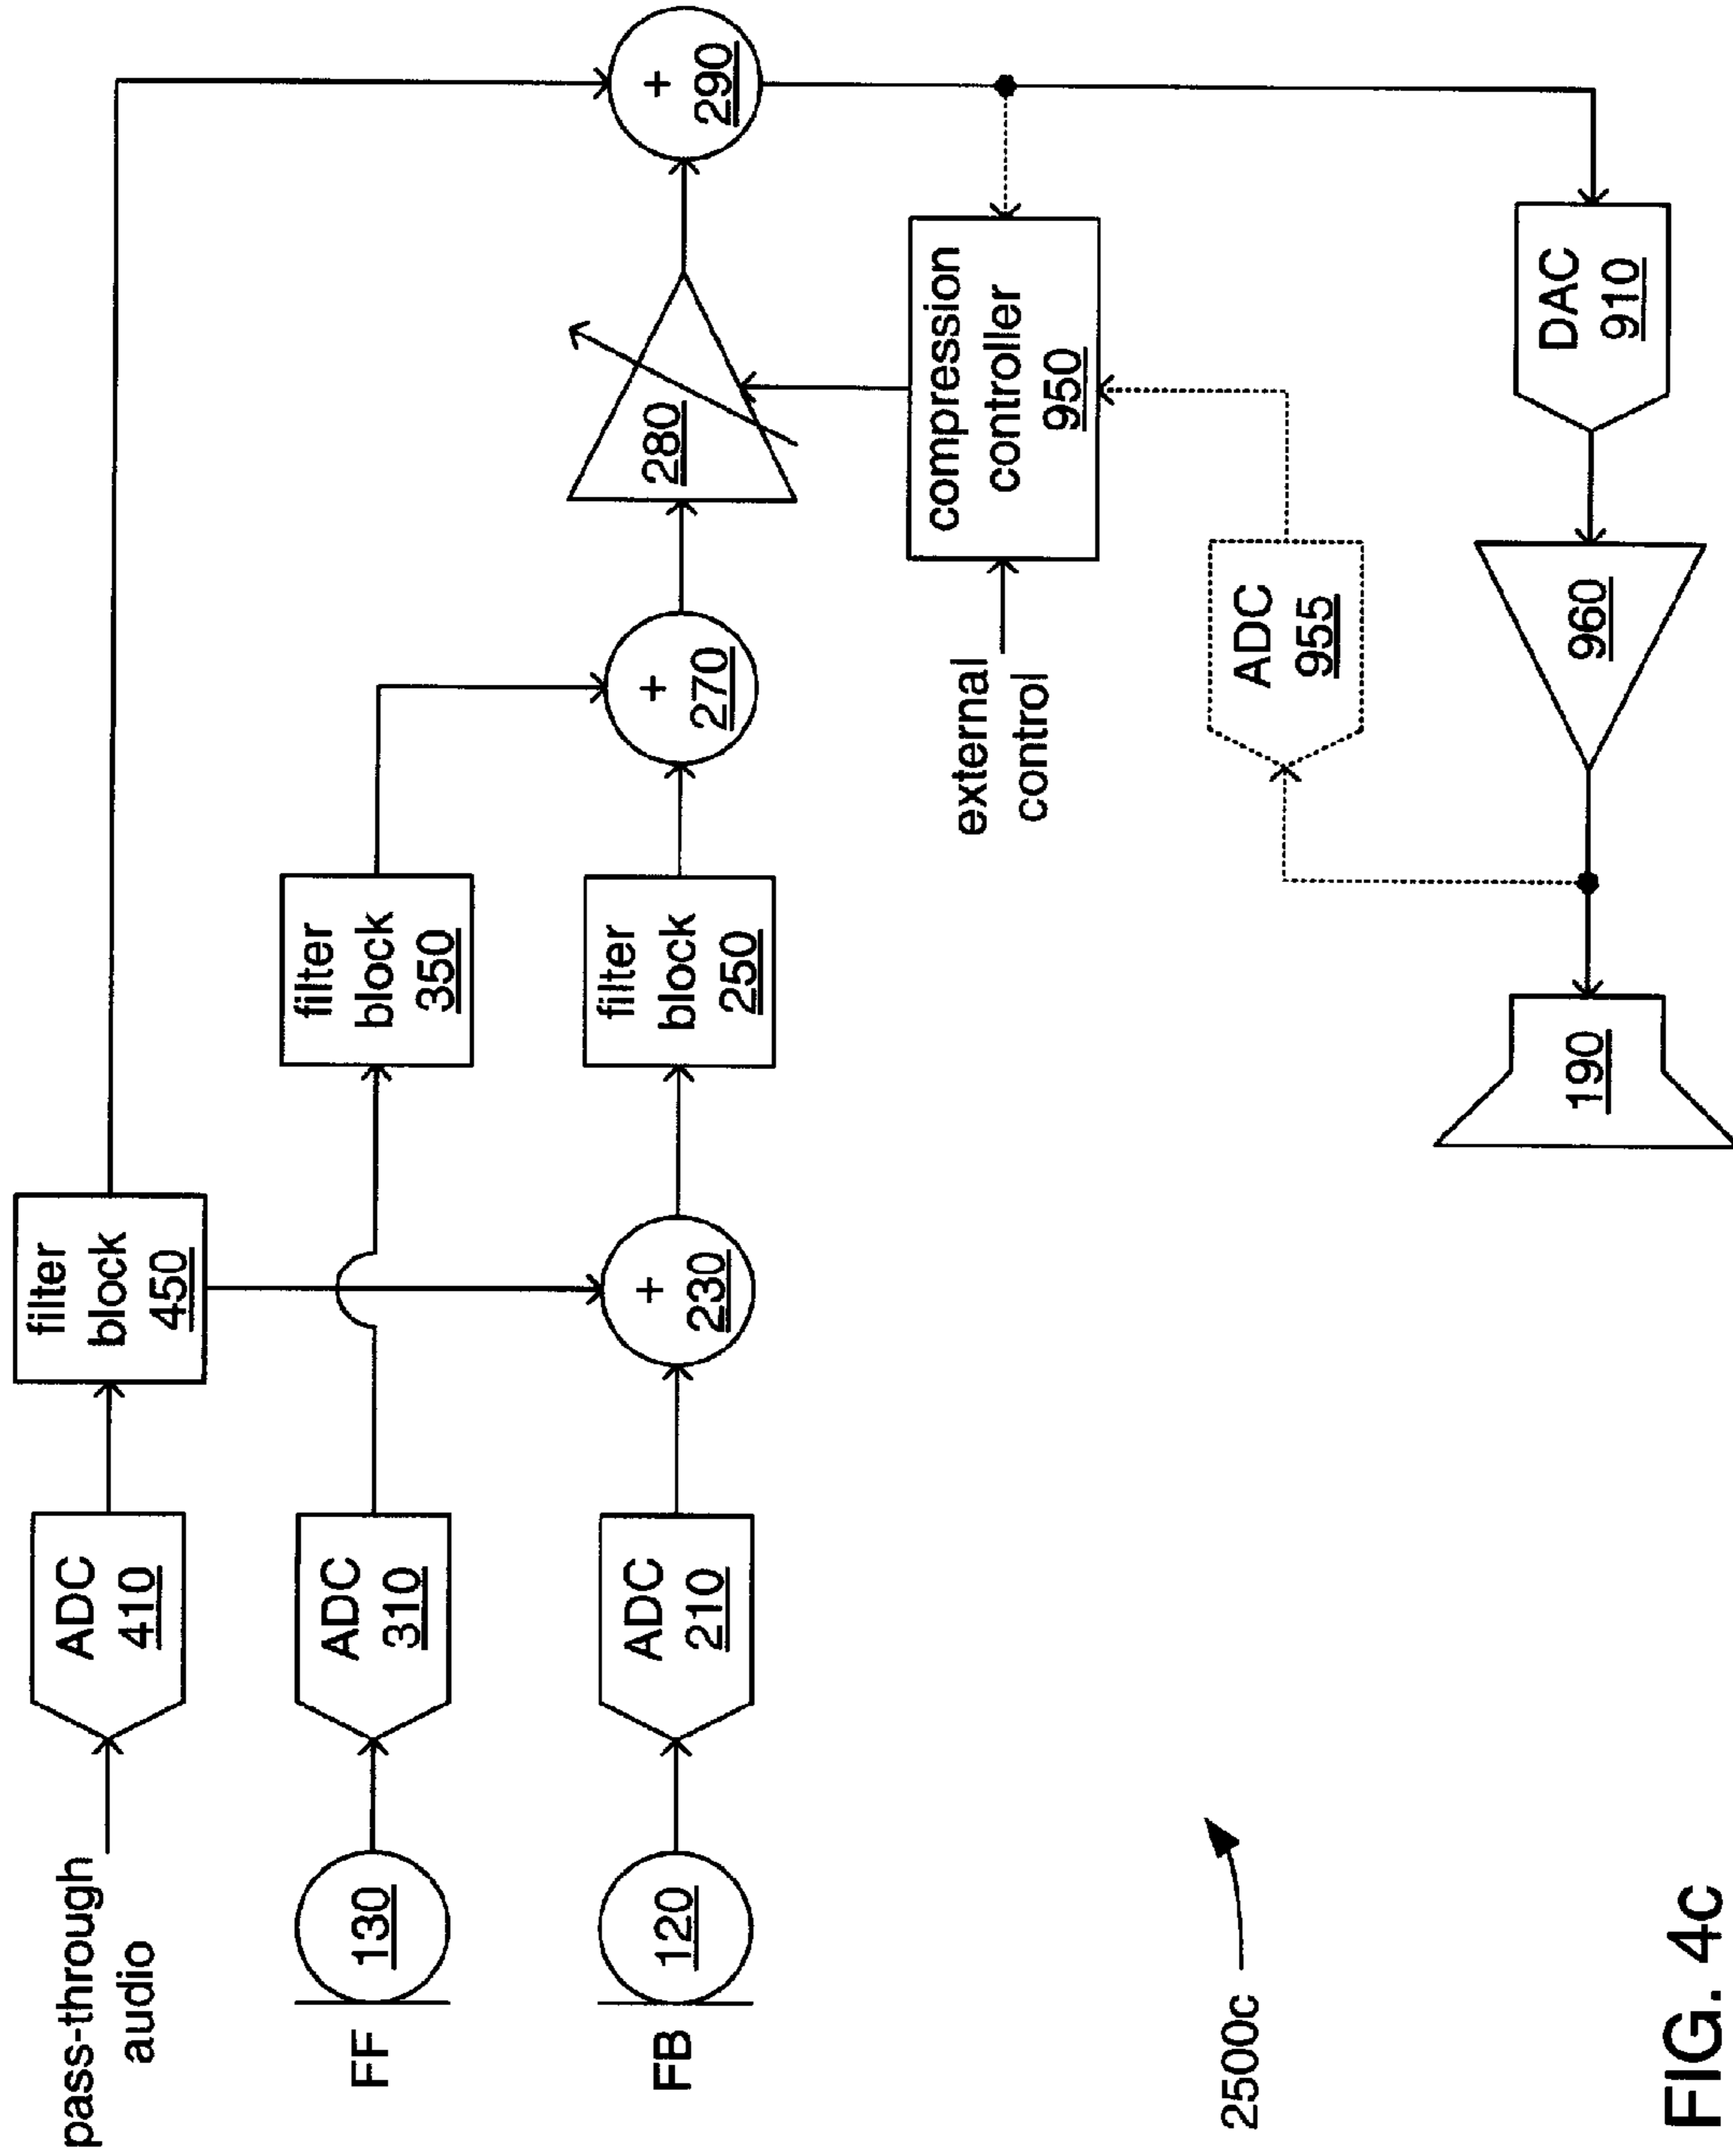 pass-through
audio
ADC
410
filter
block
450
FF
130
ADC
310
filter
block
350
FB
120
ADC
210
+
230
filter
block
250
+
270
280
+
290
external
control
compression
controller
950
ADC
955
190
960
DAC
910
2500c
FIG. 4c